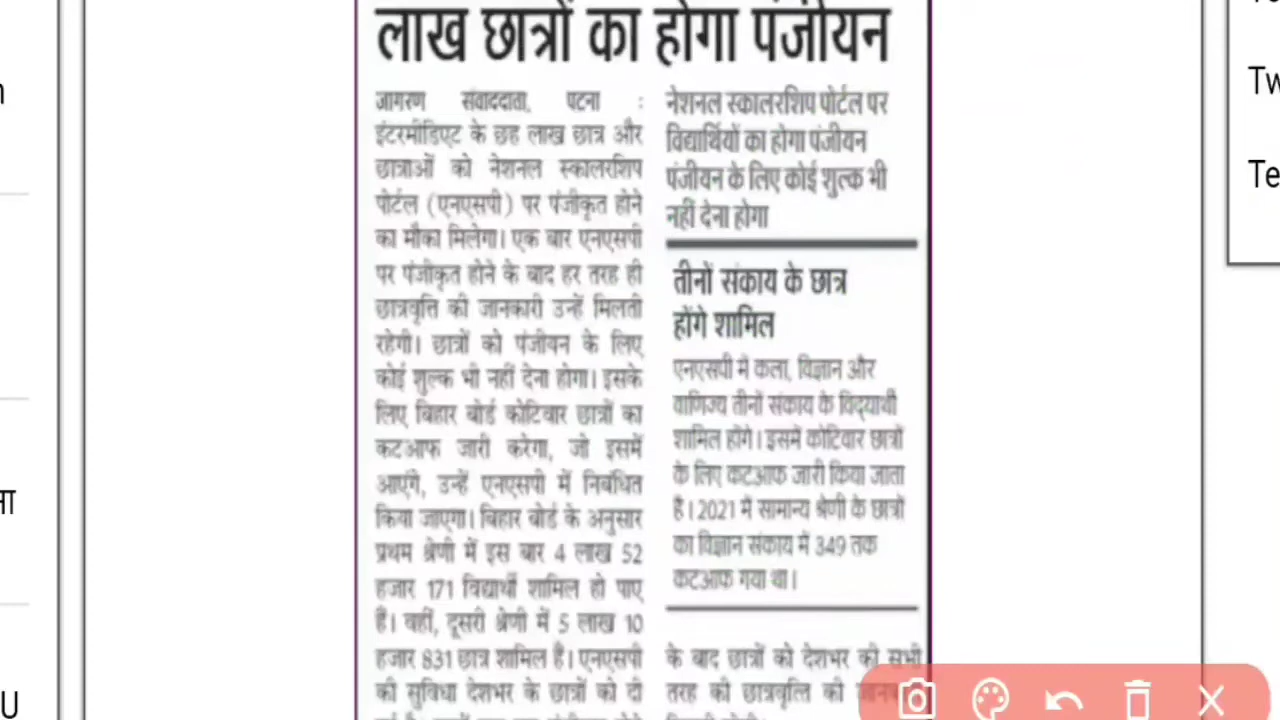 लाख छात्रों का होगा पंजीयन
जागरण संवाददाता, पटना :
इंटरमीडिएट के छह लाख छात्र और
छात्राओं को नेशनल स्कालरशिप
पोर्टल (एनएसपी) पर पंजीकृत होने
का मौका मिलेगा। एक बार एनएसपी
पर पंजीकृत होने के बाद हर तरह ही
छात्रवृति की जानकारी उन्हें मिलती
रहेगी। छात्रों को पंजीयन के लिए
कोई शुल्क भी नहीं देना होगा। इसके
लिए बिहार बोर्ड कोटिवार छात्रों का
कटआफ जारी करेगा, जो इसमें
आएंगे, उन्हें एनएसपी में निबंधित
किया जाएगा। बिहार बोर्ड के अनुसार
प्रथम श्रेणी में इस बार 4 लाख 52
हजार 171 विद्यार्थी शामिल हो पाए
हैं। वहीं, दूसरी श्रेणी में 5 लाख 10
हजार 831 छात्र शामिल हैं। एनएसपी
की सुविधा देशभर के छात्रों को दी
नेशनल स्कालरशिप पोर्टल पर
विद्यार्थियों का होगा पंजीयन
पंजीयन के लिए कोई शुल्क भी
नहीं देना होगा
तीनों संकाय के छात्र
होंगे शामिल
एनएसपी में कला, विज्ञान और
वाणिज्य तीनों संकाय के विद्यार्थी
शामिल होंगे। इसमें कोटिवार छात्रों
के लिए कटआफ जारी किया जाता
है। 2021 में सामान्य श्रेणी के छात्रों
का विज्ञान संकाय में 349 तक
कटआफ गया था।
के बाद छात्रों को देशभर की सभी
तरह की छात्रवृत्ति की
Tw
Te
U